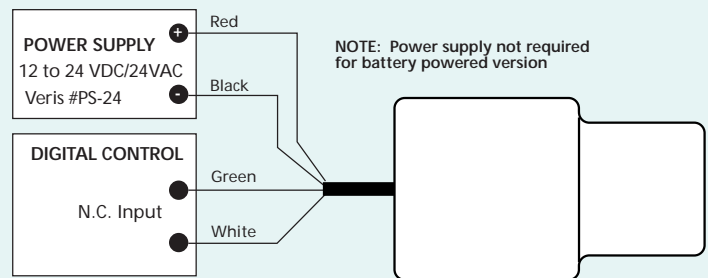 Red
POWER SUPPLY
+
12 to 24 VDC/24VAC
Veris #PS-24
-
Black
NOTE: Power supply not required
for battery powered version
DIGITAL CONTROL
Green
N.C. Input
White